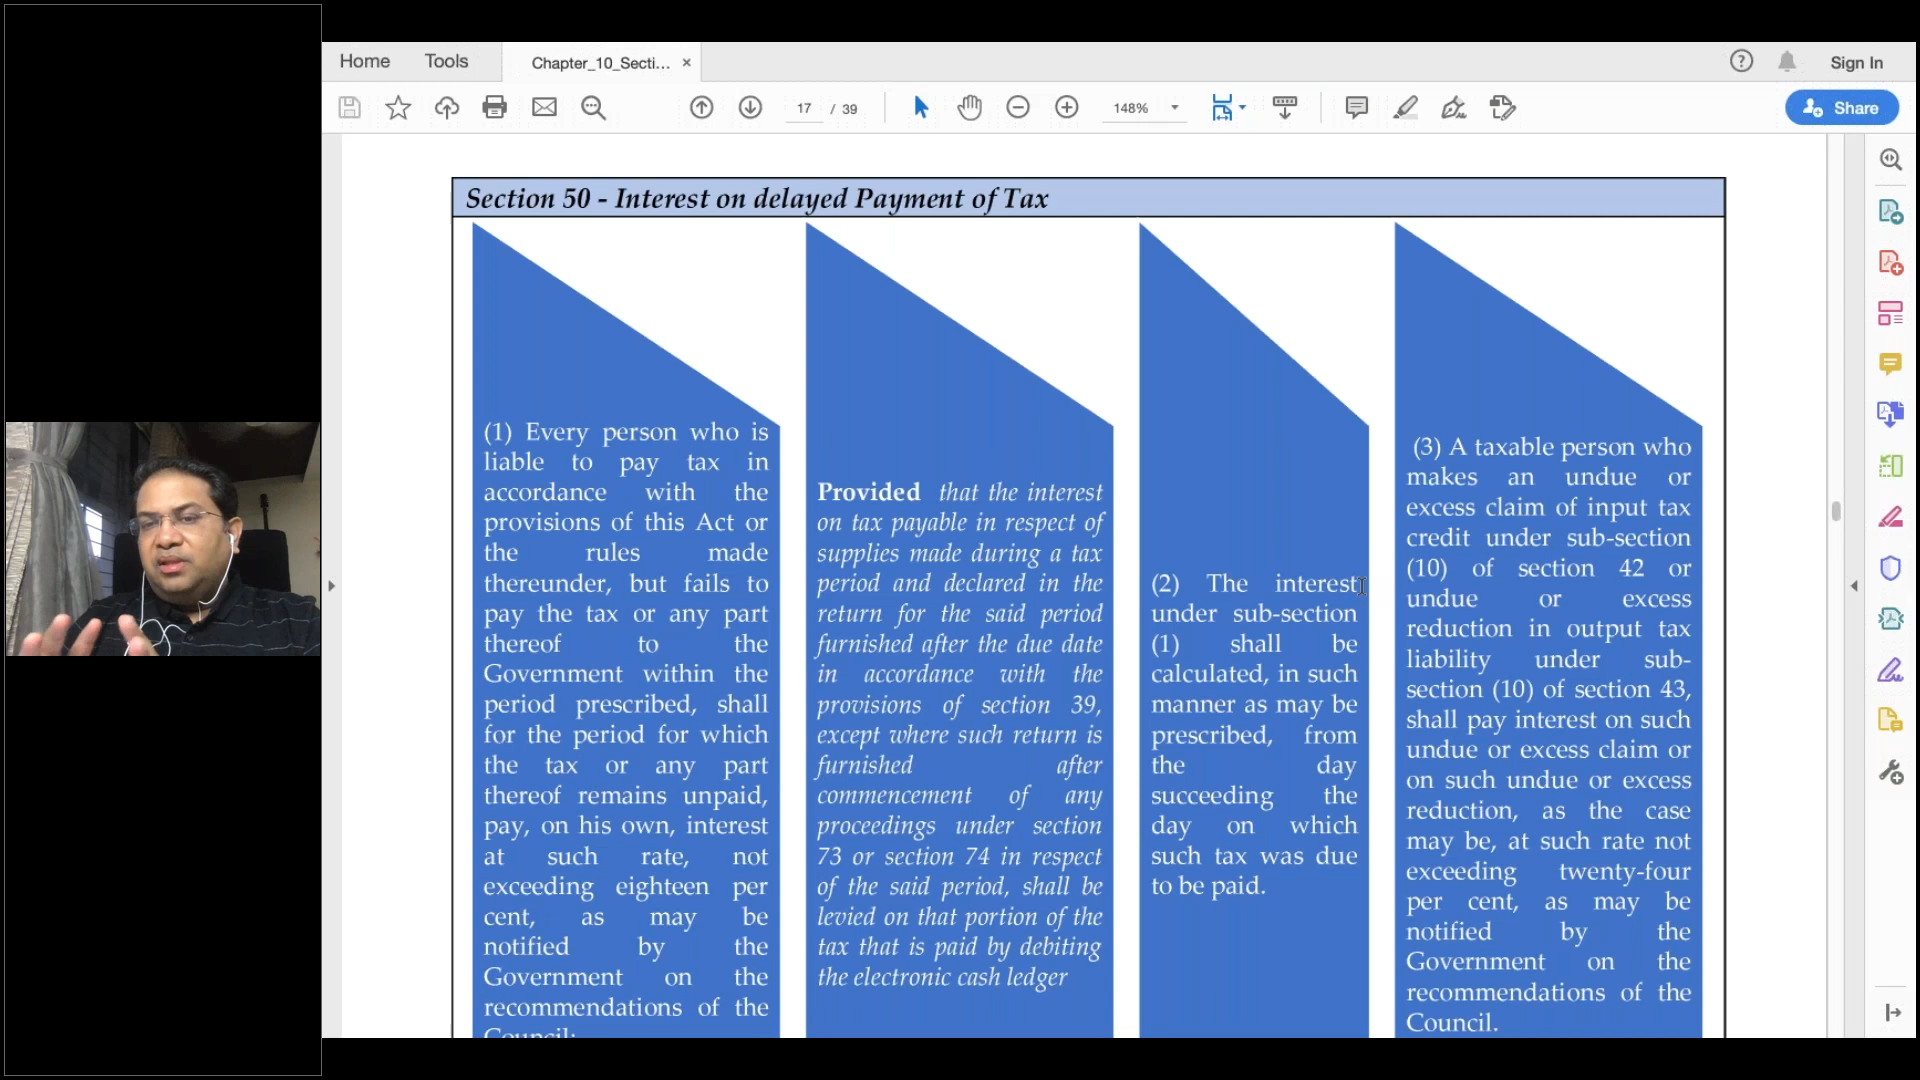 Home
Tools
Chapter_10_Secti... ×
Sign In
17 / 39
148%
Share
Section 50 - Interest on delayed Payment of Tax
(1) Every person who is
liable to pay tax in
accordance with the
provisions of this Act or
the rules made
thereunder, but fails to
pay the tax or any part
thereof to the
Government within the
period prescribed, shall
for the period for which
the tax or any part
thereof remains unpaid,
pay, on his own, interest
at such rate, not
exceeding eighteen per
cent, as may be
notified by the
Government on the
recommendations of the
Council:
Provided that the interest
on tax payable in respect of
supplies made during a tax
period and declared in the
return for the said period
furnished after the due date
in accordance with the
provisions of section 39,
except where such return is
furnished after
commencement of any
proceedings under section
73 or section 74 in respect
of the said period, shall be
levied on that portion of the
tax that is paid by debiting
the electronic cash ledger
(2) The interest
under sub-section
(1) shall be
calculated, in such
manner as may be
prescribed, from
the day
succeeding the
day on which
such tax was due
to be paid.
(3) A taxable person who
makes an undue or
excess claim of input tax
credit under sub-section
(10) of section 42 or
undue or excess
reduction in output tax
liability under sub-
section (10) of section 43,
shall pay interest on such
undue or excess claim or
on such undue or excess
reduction, as the case
may be, at such rate not
exceeding twenty-four
per cent, as may be
notified by the
Government on the
recommendations of the
Council.